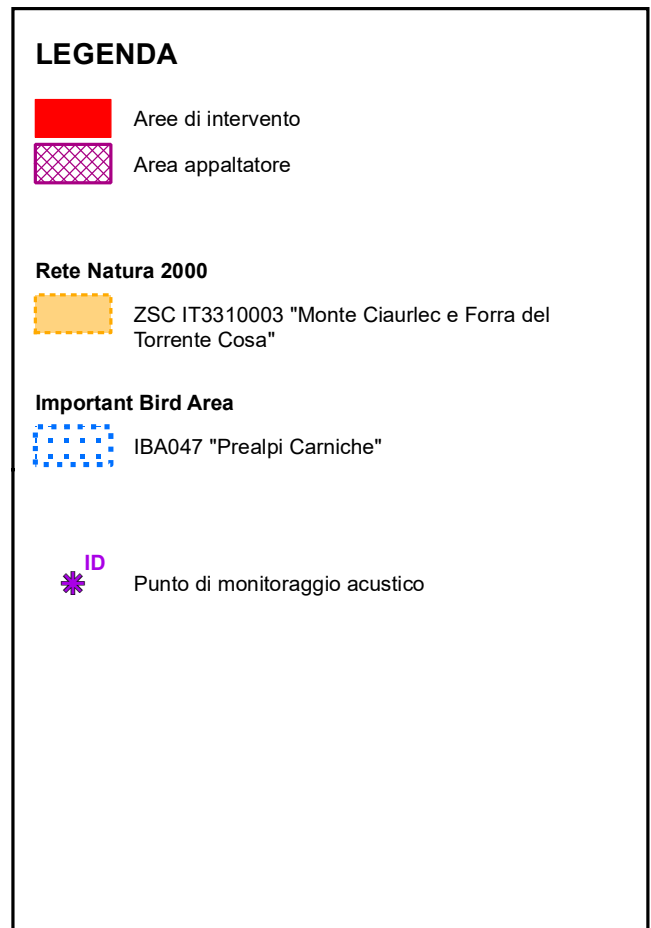 LEGENDA
Aree di intervento
Area appaltatore
Rete Natura 2000
ZSC IT3310003 "Monte Ciaurlec e Forra del
Torrente Cosa"
Important Bird Area
IBA047 "Prealpi Carniche"
ID
Punto di monitoraggio acustico